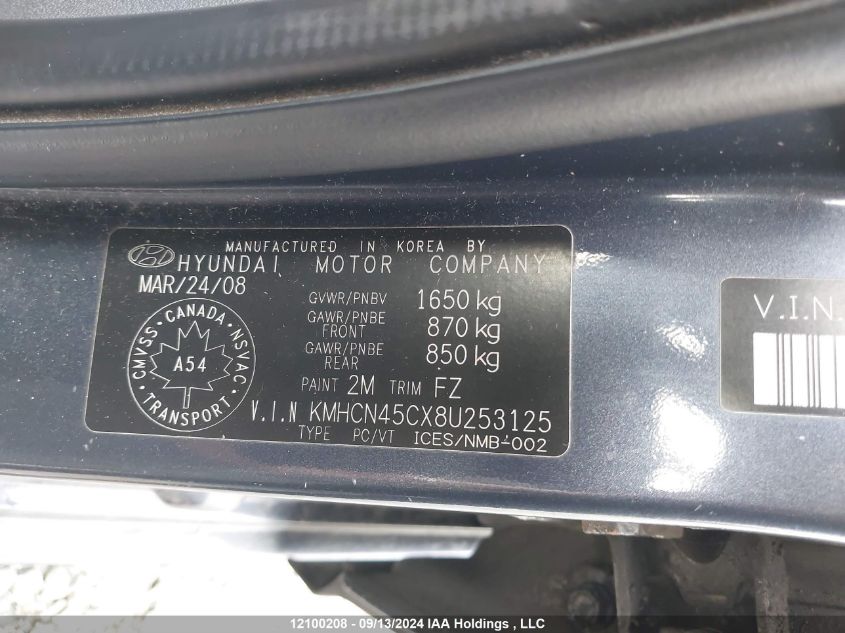 MANUFACTURED IN KOREA BY
HYUNDAI MOTOR COMPANY
MAR/24/08
GVWR/PNBV 1650 kg
GAWR/PNBE FRONT 870 kg
GAWR/PNBE REAR 850 kg
CMVSS · CANADA · NSVAC · TRANSPORT ·
A54
PAINT 2M TRIM FZ
V.I.N KMHCN45CX8U253125
TYPE PC/VT ICES/NMB-002
V.I.N.
12100208 - 09/13/2024 IAA Holdings , LLC